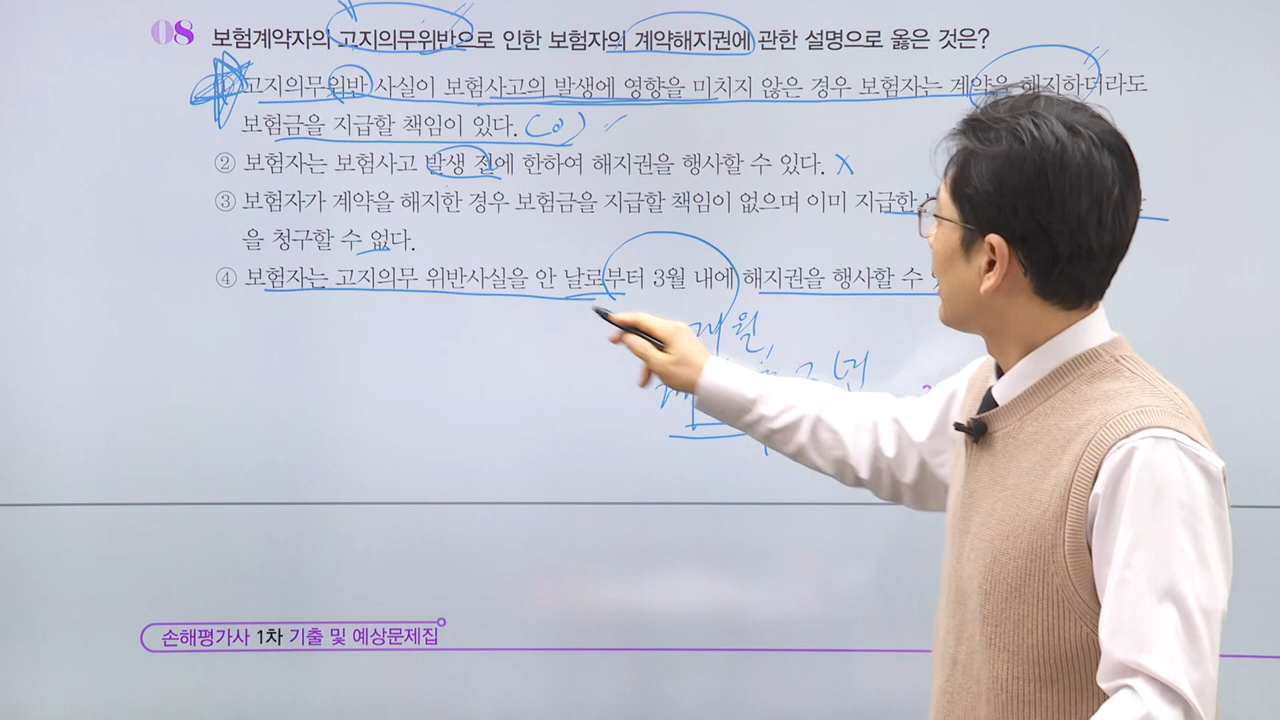 08 보험계약자의 고지의무위반으로 인한 보험자의 계약해지권에 관한 설명으로 옳은 것은?
고지의무위반 사실이 보험사고의 발생에 영향을 미치지 않은 경우 보험자는 계약을 해지하더라도
보험금을 지급할 책임이 있다. (o)
② 보험자는 보험사고 발생 전에 한하여 해지권을 행사할 수 있다. X
③ 보험자가 계약을 해지한 경우 보험금을 지급할 책임이 없으며 이미 지급한
을 청구할 수 없다.
④ 보험자는 고지의무 위반사실을 안 날로부터 3월 내에 해지권을 행사할 수
개월
손해평가사 1차 기출 및 예상문제집